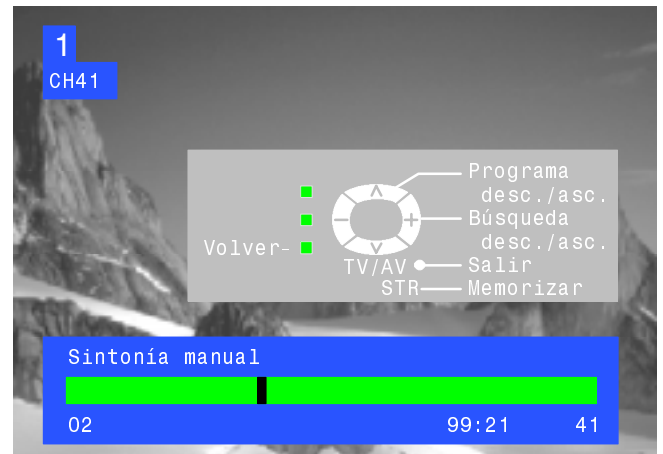 1
CH41
Programa
desc./asc.
Búsqueda
desc./asc.
Volver-
TV/AV
Salir
STR
Memorizar
Sintonía manual
02 99:21 41